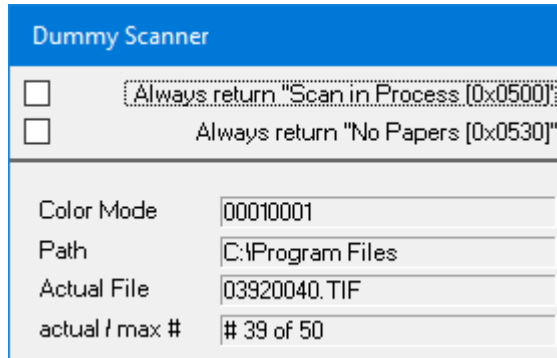 Dummy Scanner
Always return "Scan in Process [0x0500]"
Always return "No Papers [0x0530]"
Color Mode 00010001
Path C:\Program Files
Actual File 03920040.TIF
actual / max # # 39 of 50